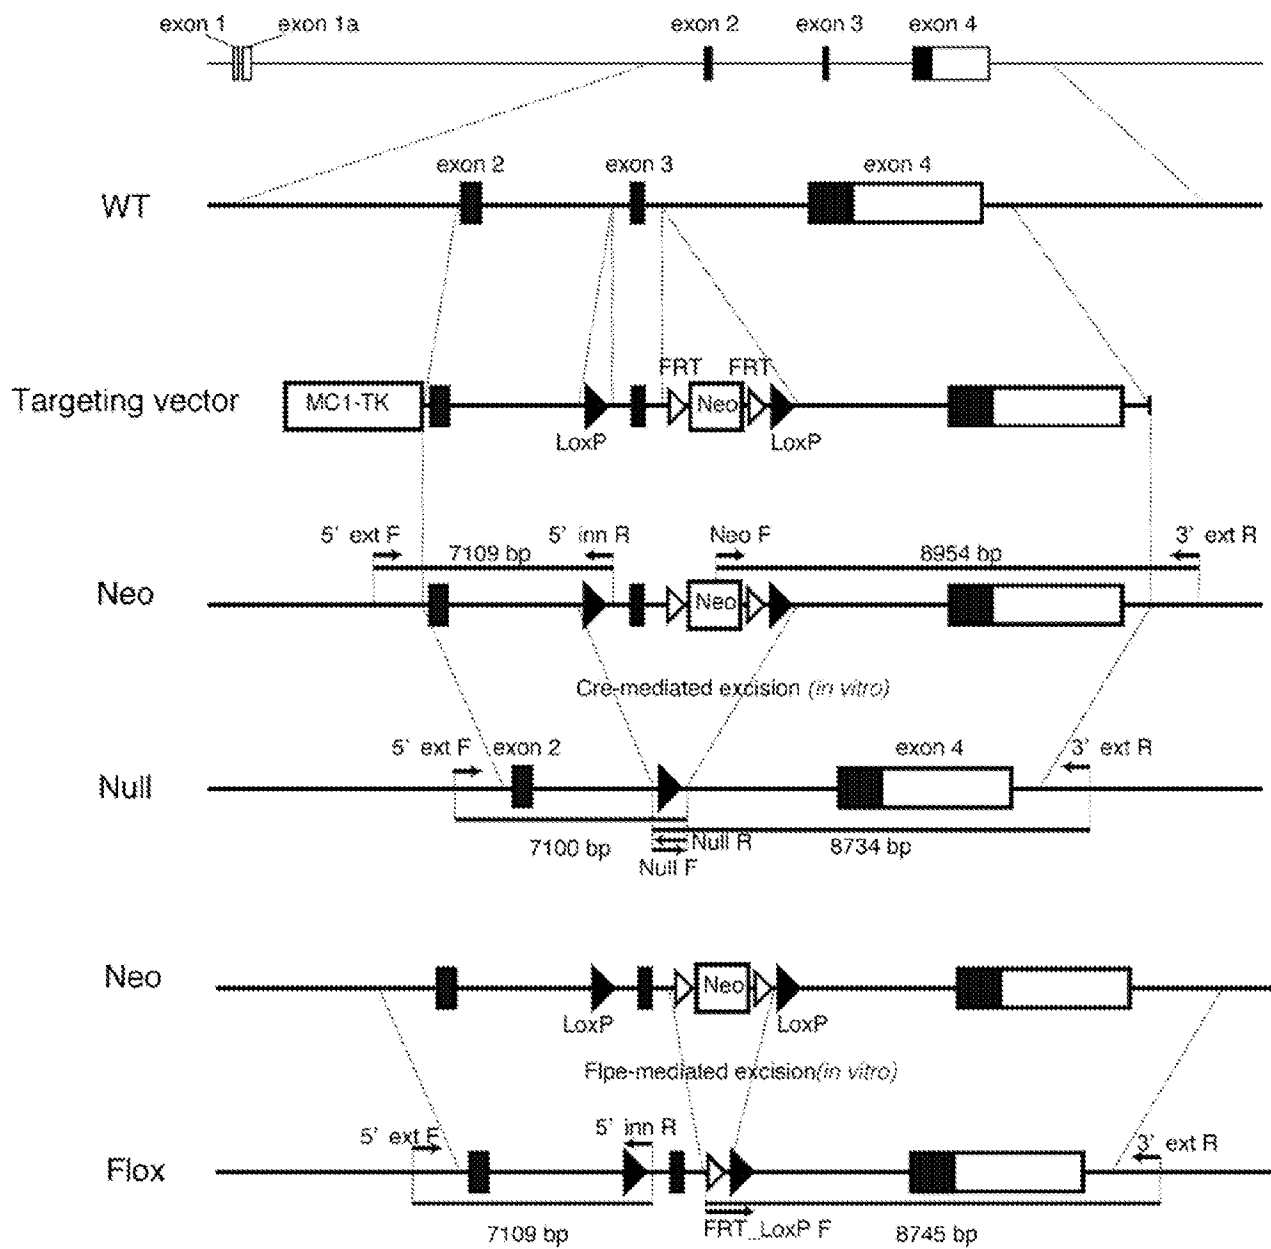 exon 1 exon 1a exon 2 exon 3 exon 4
exon 2 exon 3 exon 4
WT
FRT FRT
Targeting vector MC1-TK Neo
LoxP LoxP
5' ext F 5' inn R Neo F 3' ext R
7109 bp 8954 bp
Neo Neo
Cre-mediated excision (in vitro)
5' ext F exon 2 exon 4 3' ext R
Null
7100 bp Null R 8734 bp
Null F
Neo Neo
LoxP LoxP
Flpe-mediated excision(in vitro)
5' ext F 5' inn R 3' ext R
Flox
7109 bp FRT_LoxP F 8745 bp